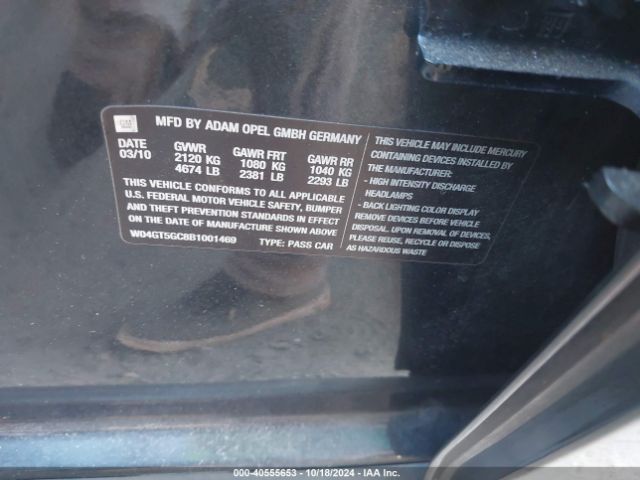 GM
MFD BY ADAM OPEL GMBH GERMANY
DATE GVWR GAWR FRT GAWR RR
03/10 2120 KG 1080 KG 1040 KG
4674 LB 2381 LB 2293 LB
THIS VEHICLE CONFORMS TO ALL APPLICABLE
U.S. FEDERAL MOTOR VEHICLE SAFETY, BUMPER
AND THEFT PREVENTION STANDARDS IN EFFECT
ON THE DATE OF MANUFACTURE SHOWN ABOVE
W04GT5GC8B1001469 TYPE: PASS CAR
THIS VEHICLE MAY INCLUDE MERCURY
CONTAINING DEVICES INSTALLED BY
THE MANUFACTURER:
- HIGH INTENSITY DISCHARGE
HEADLAMPS
- BACK LIGHTING COLOR DISPLAY
REMOVE DEVICES BEFORE VEHICLE
DISPOSAL. UPON REMOVAL OF DEVICES
PLEASE REUSE, RECYCLE OR DISPOSE
AS HAZARDOUS WASTE
000-40555653 - 10/18/2024 - IAA Inc.